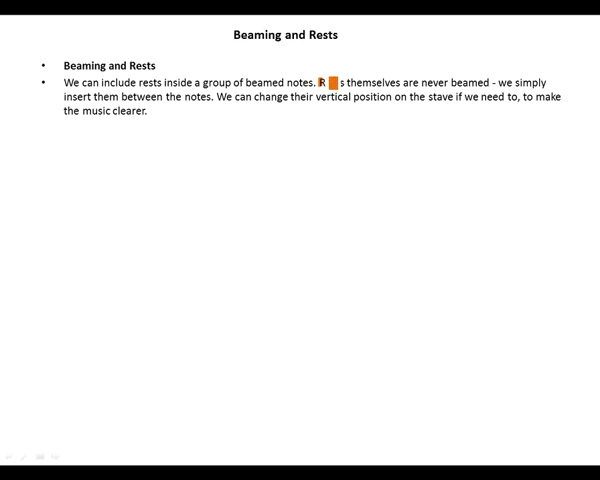 Beaming and Rests
• Beaming and Rests
• We can include rests inside a group of beamed notes. themselves are never beamed - we simply
insert them between the notes. We can change their vertical position on the stave if we need to, to make
the music clearer.